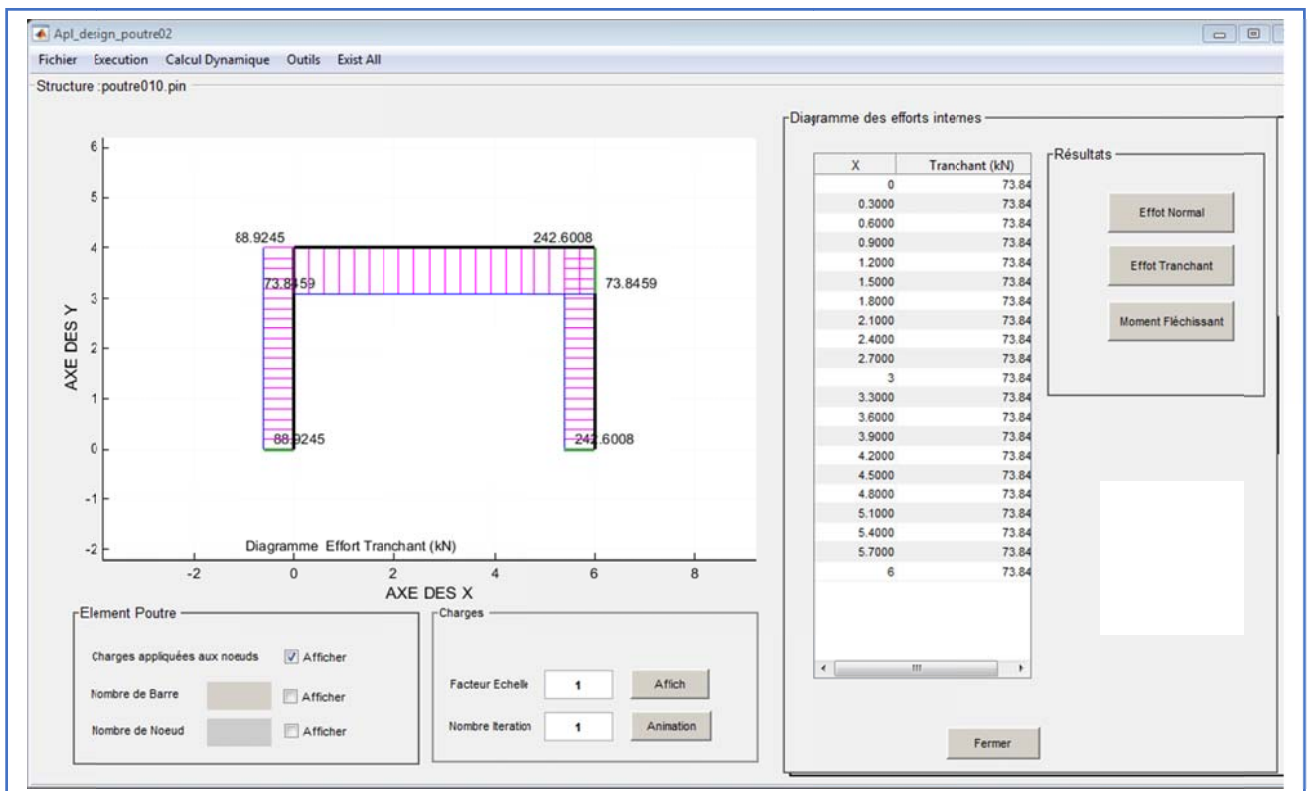 Apl_design_poutre02
Fichier Execution Calcul Dynamique Outils Exist All
Structure :poutre010.pin
6
5
4
3
2
1
0
-1
-2
AXE DES Y
88.9245
242.6008
73.8459
73.8459
88.9245
242.6008
Diagramme Effort Tranchant (kN)
-2 0 2 4 6 8
AXE DES X
Element Poutre
Charges appliquées aux noeuds Afficher
Nombre de Barre Afficher
Nombre de Noeud Afficher
Charges
Facteur Echelle 1 Affich
Nombre Iteration 1 Animation
Diagramme des efforts internes
X Tranchant (kN)
0 73.84
0.3000 73.84
0.6000 73.84
0.9000 73.84
1.2000 73.84
1.5000 73.84
1.8000 73.84
2.1000 73.84
2.4000 73.84
2.7000 73.84
3 73.84
3.3000 73.84
3.6000 73.84
3.9000 73.84
4.2000 73.84
4.5000 73.84
4.8000 73.84
5.1000 73.84
5.4000 73.84
5.7000 73.84
6 73.84
Résultats
Effot Normal
Effot Tranchant
Moment Fléchissant
Fermer